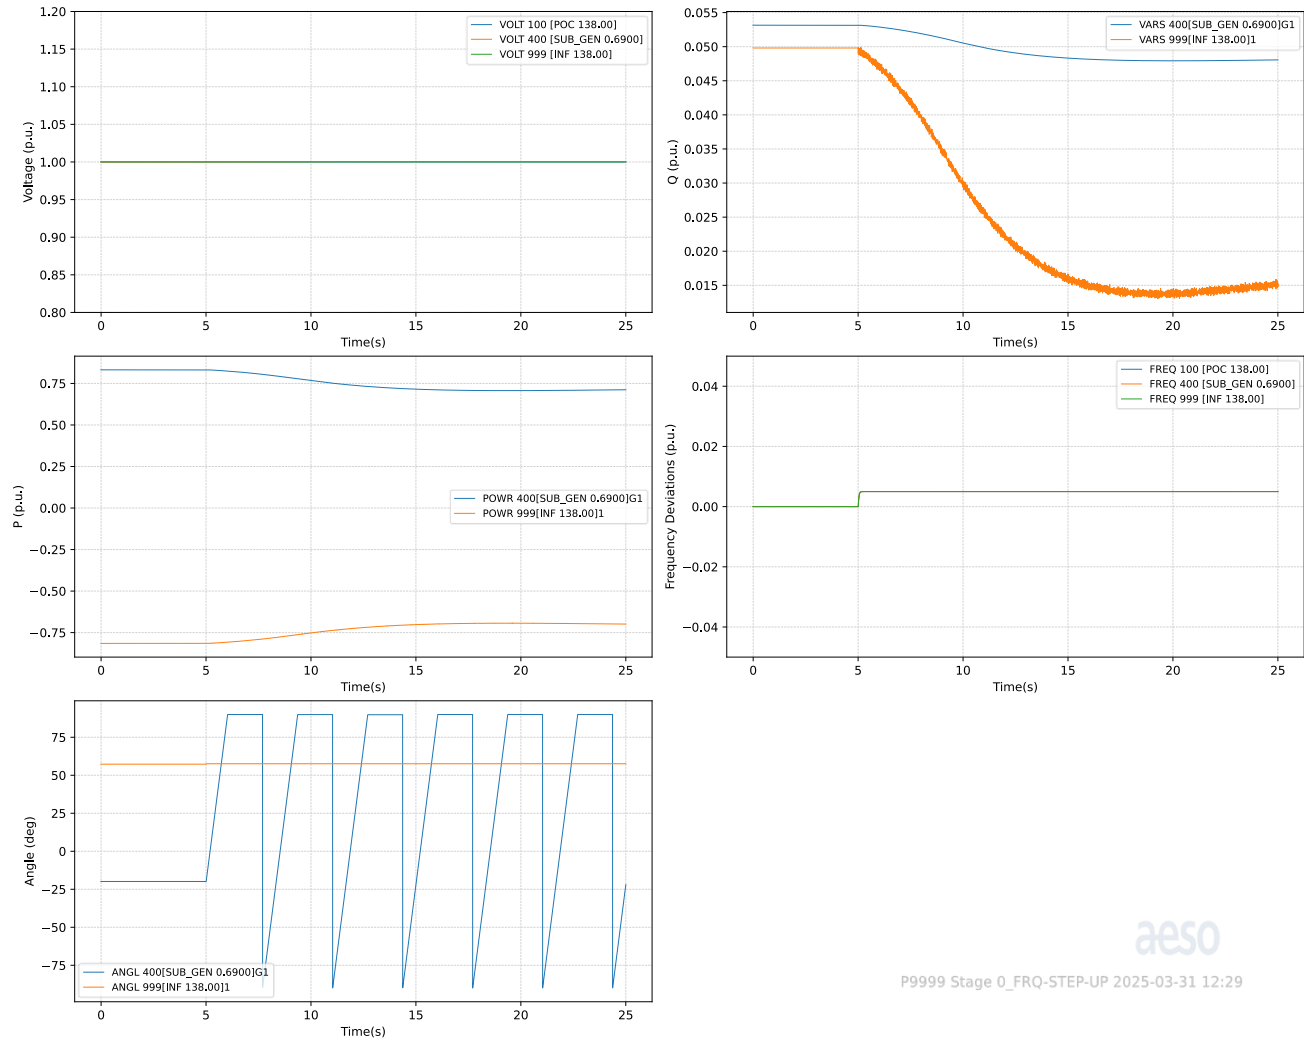 1.20
1.15
1.10
1.05
1.00
0.95
0.90
0.85
0.80
Voltage (p.u.)
VOLT 100 [POC 138.00]
VOLT 400 [SUB_GEN 0.6900]
VOLT 999 [INF 138.00]
0 5 10 15 20 25
Time(s)
0.055
0.050
0.045
0.040
0.035
0.030
0.025
0.020
0.015
Q (p.u.)
VARS 400[SUB_GEN 0.6900]G1
VARS 999[INF 138.00]1
0 5 10 15 20 25
Time(s)
0.75
0.50
0.25
0.00
−0.25
−0.50
−0.75
P (p.u.)
POWR 400[SUB_GEN 0.6900]G1
POWR 999[INF 138.00]1
0 5 10 15 20 25
Time(s)
0.04
0.02
0.00
−0.02
−0.04
Frequency Deviations (p.u.)
FREQ 100 [POC 138.00]
FREQ 400 [SUB_GEN 0.6900]
FREQ 999 [INF 138.00]
0 5 10 15 20 25
Time(s)
75
50
25
0
−25
−50
−75
Angle (deg)
ANGL 400[SUB_GEN 0.6900]G1
ANGL 999[INF 138.00]1
0 5 10 15 20 25
Time(s)
aeso
P9999 Stage 0_FRQ-STEP-UP 2025-03-31 12:29